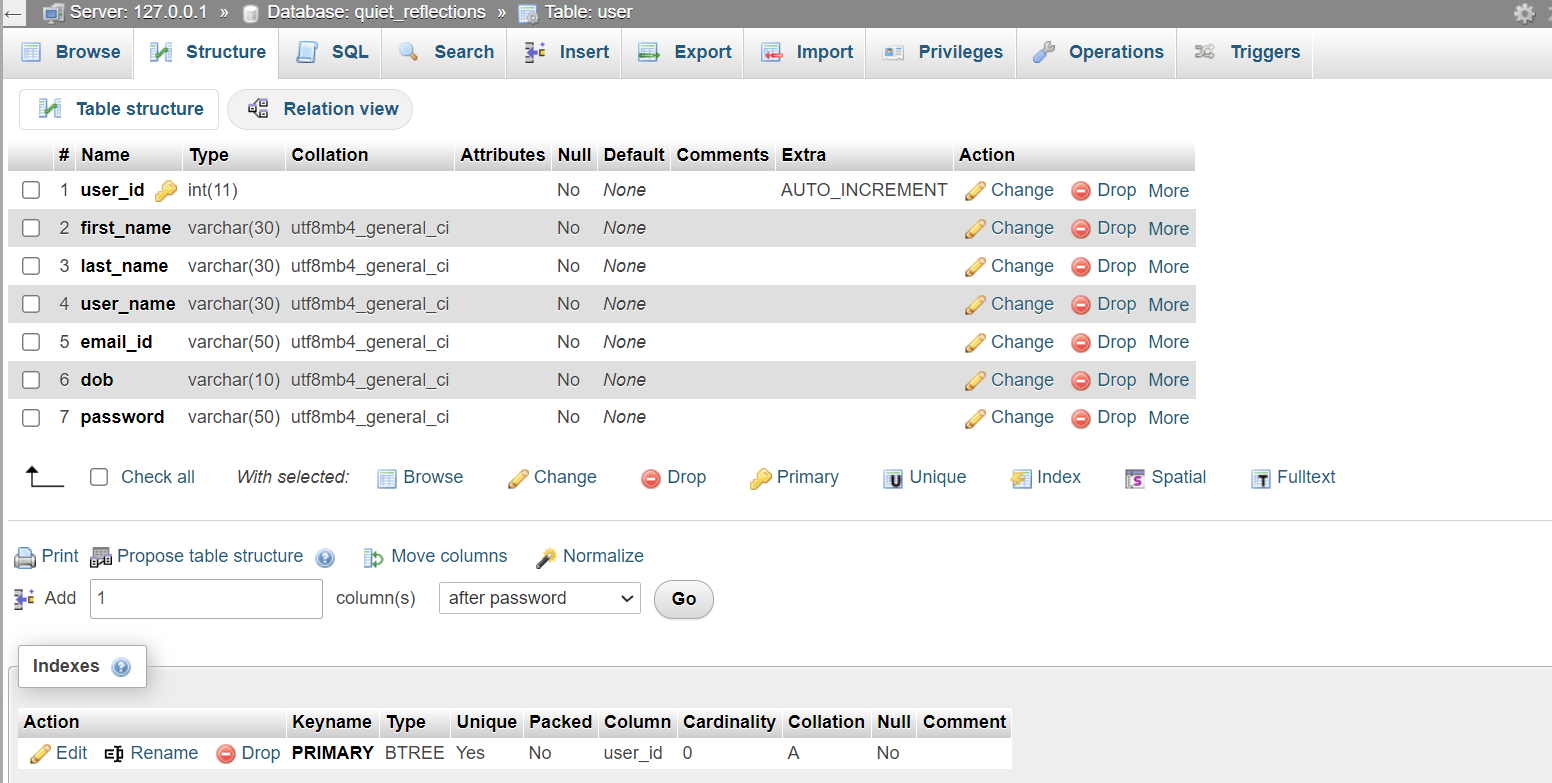 Server: 127.0.0.1 » Database: quiet_reflections » Table: user
Browse Structure SQL Search Insert Export Import Privileges Operations Triggers
Table structure Relation view
# Name Type Collation Attributes Null Default Comments Extra Action
1 user_id int(11) No None AUTO_INCREMENT Change Drop More
2 first_name varchar(30) utf8mb4_general_ci No None Change Drop More
3 last_name varchar(30) utf8mb4_general_ci No None Change Drop More
4 user_name varchar(30) utf8mb4_general_ci No None Change Drop More
5 email_id varchar(50) utf8mb4_general_ci No None Change Drop More
6 dob varchar(10) utf8mb4_general_ci No None Change Drop More
7 password varchar(50) utf8mb4_general_ci No None Change Drop More
Check all With selected: Browse Change Drop Primary Unique Index Spatial Fulltext
Print Propose table structure Move columns Normalize
Add 1 column(s) after password Go
Indexes
Action Keyname Type Unique Packed Column Cardinality Collation Null Comment
Edit Rename Drop PRIMARY BTREE Yes No user_id 0 A No